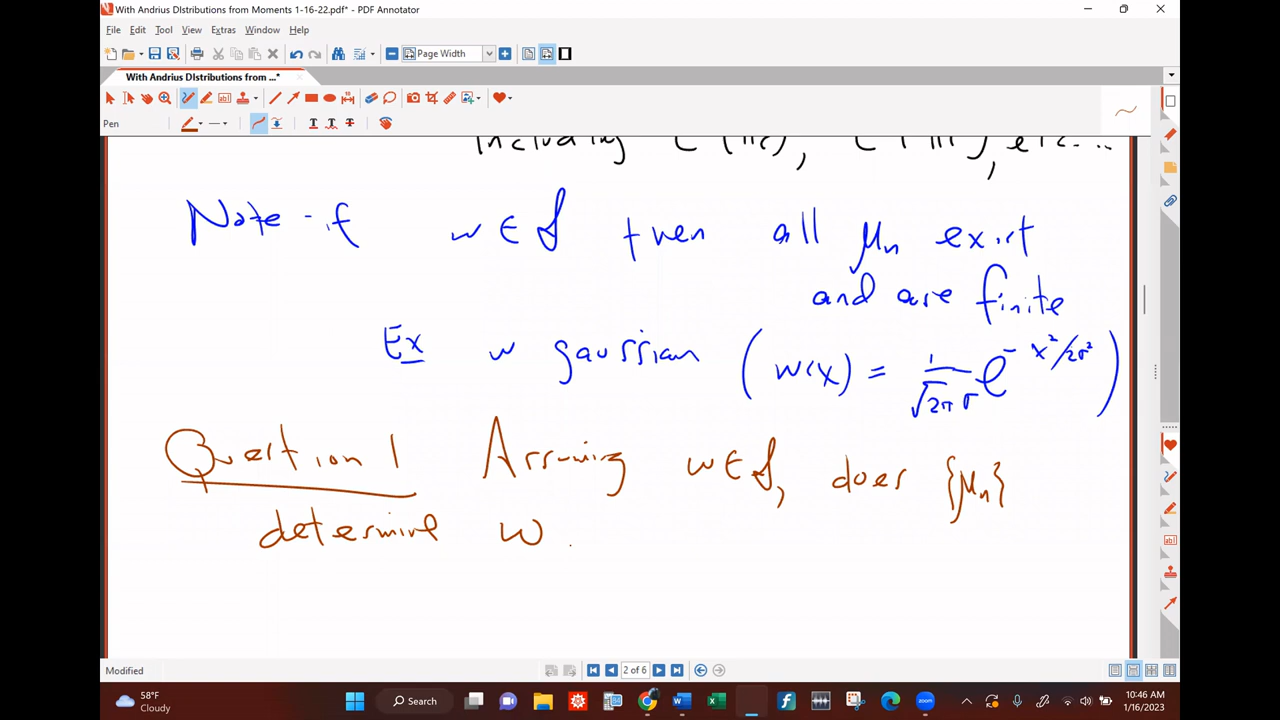 With Andrius DIstributions from Moments 1-16-22.pdf* - PDF Annotator
File Edit Tool View Extras Window Help
Page Width
With Andrius DIstributions from ...*
Pen
including
etc...
Note - if w ∈ 𝒮 then all μn exist
and are finite
Ex w gaussian (w(x) = 1/√2π σ e^-x²/2σ²)
Question 1 Assuming w ∈ 𝒮, does {μn}
determine w
Modified
2 of 6
58°F
Cloudy
Search
zoom
10:46 AM
1/16/2023